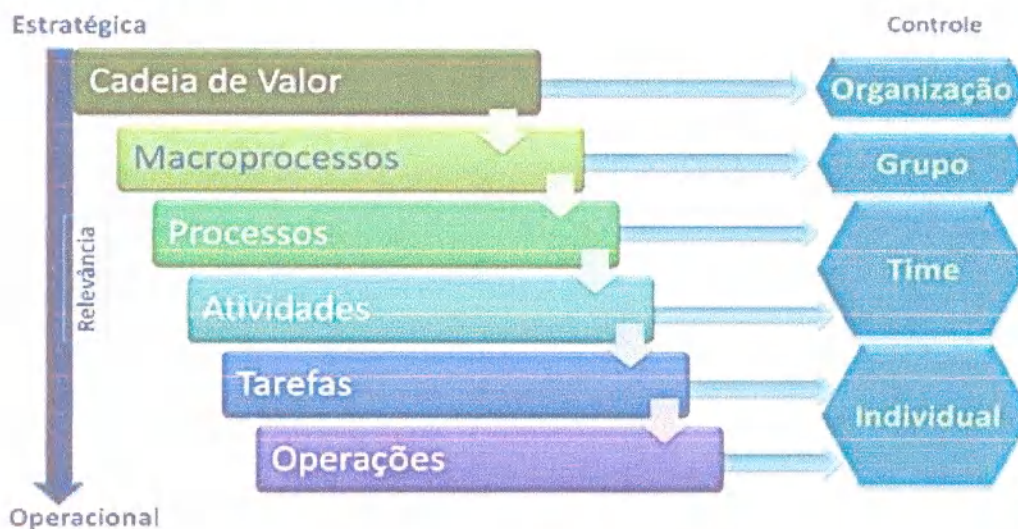 Estratégica
Controle
Cadeia de Valor
Organização
Macroprocessos
Grupo
Processos
Relevância
Time
Atividades
Tarefas
Individual
Operações
Operacional